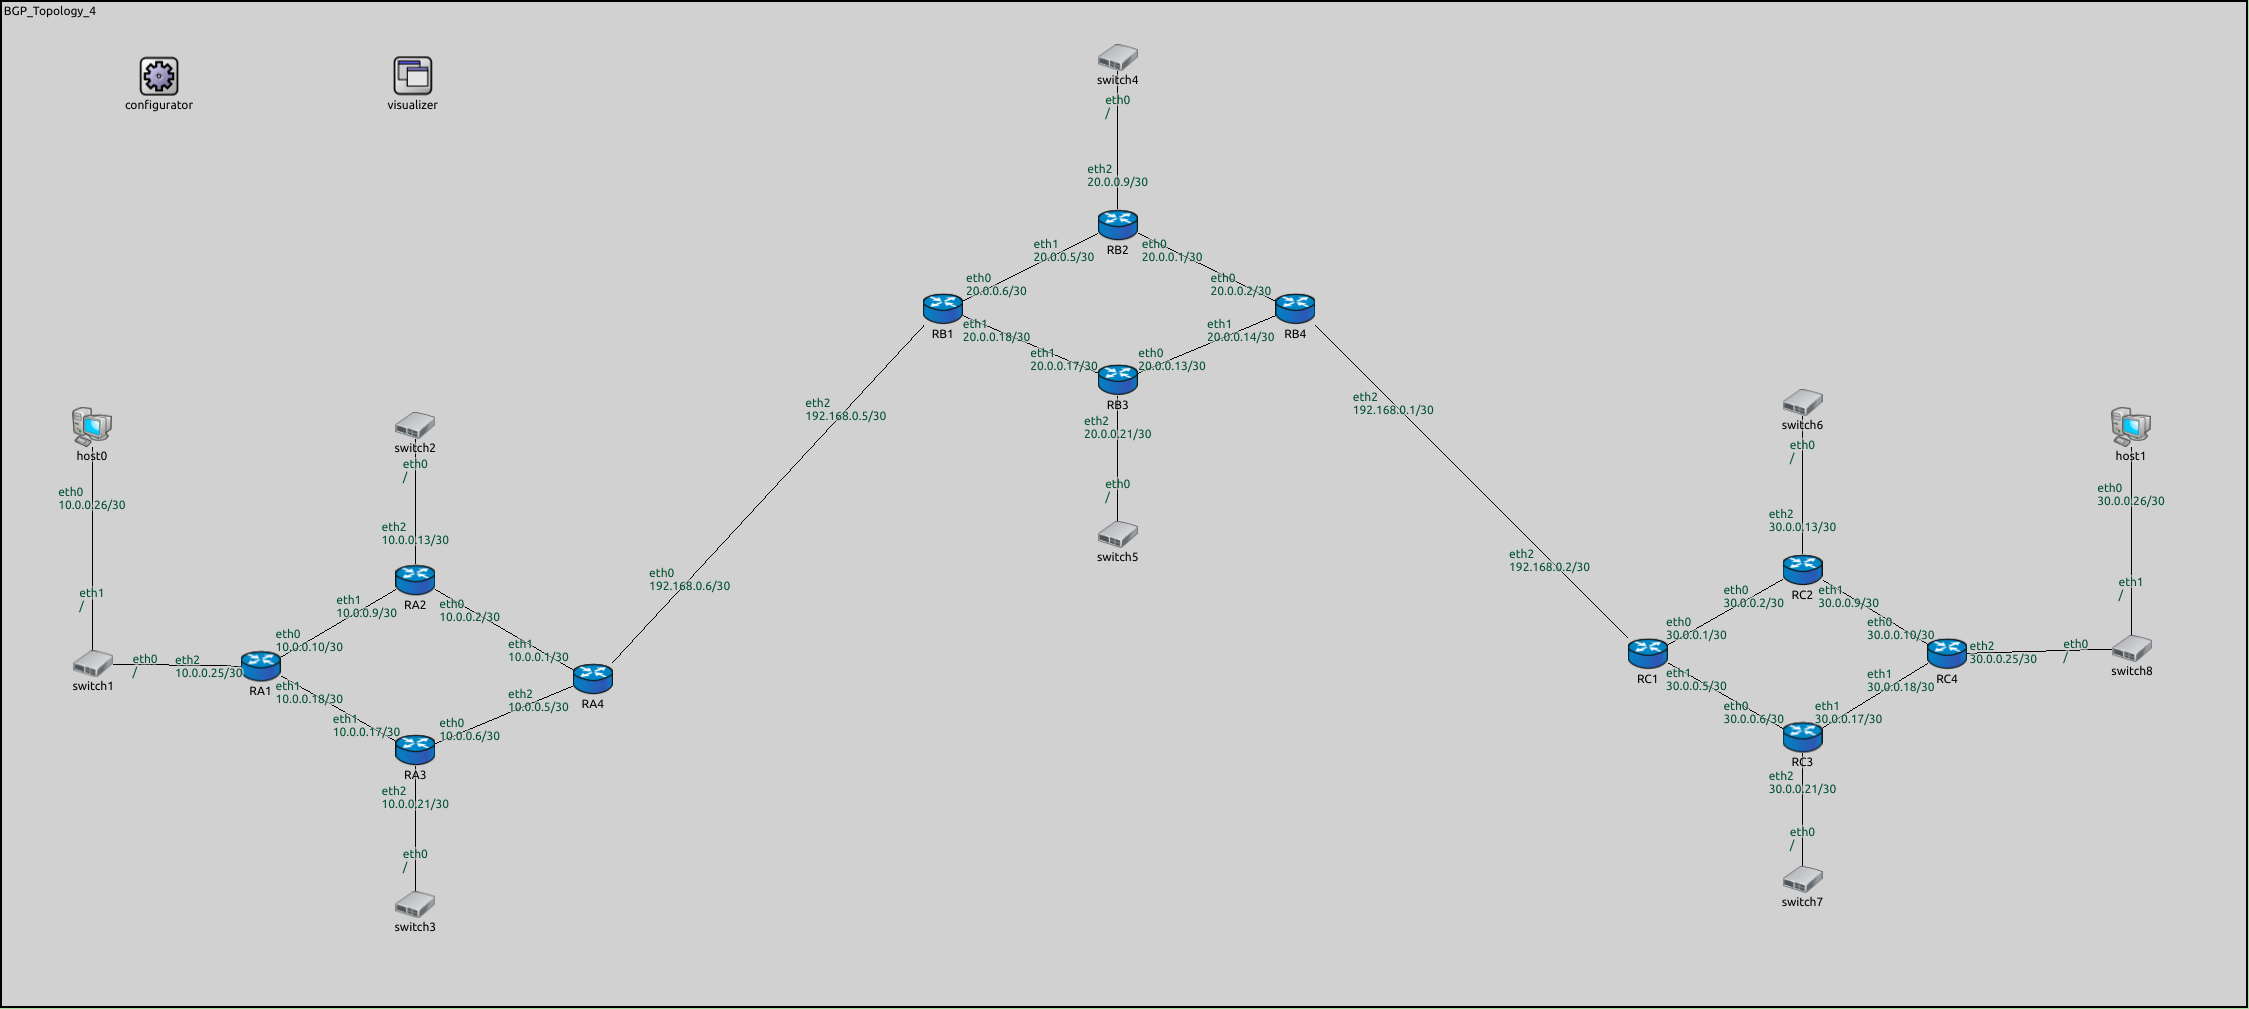 BGP_Topology_4
configurator
visualizer
switch4
eth0
/
eth2
20.0.0.9/30
RB2
eth1
20.0.0.5/30
eth0
20.0.0.1/30
eth0
20.0.0.6/30
eth0
20.0.0.2/30
RB1
RB4
eth1
20.0.0.18/30
eth1
20.0.0.14/30
eth1
20.0.0.17/30
eth0
20.0.0.13/30
RB3
eth2
20.0.0.21/30
eth0
/
switch5
eth2
192.168.0.5/30
eth2
192.168.0.1/30
eth0
192.168.0.6/30
eth2
192.168.0.2/30
host0
eth0
10.0.0.26/30
eth1
/
switch1
eth0
/
eth2
10.0.0.25/30
RA1
switch2
eth0
/
eth2
10.0.0.13/30
RA2
eth1
10.0.0.9/30
eth0
10.0.0.2/30
eth0
10.0.0.10/30
eth1
10.0.0.1/30
eth1
10.0.0.18/30
eth2
10.0.0.5/30
RA4
eth1
10.0.0.17/30
eth0
10.0.0.6/30
RA3
eth2
10.0.0.21/30
eth0
/
switch3
switch6
eth0
/
eth2
30.0.0.13/30
RC2
eth0
30.0.0.2/30
eth1
30.0.0.9/30
eth0
30.0.0.1/30
eth0
30.0.0.10/30
RC1
RC4
eth1
30.0.0.5/30
eth1
30.0.0.18/30
eth0
30.0.0.6/30
eth1
30.0.0.17/30
RC3
eth2
30.0.0.21/30
eth0
/
switch7
host1
eth0
30.0.0.26/30
eth1
/
eth2
30.0.0.25/30
eth0
/
switch8